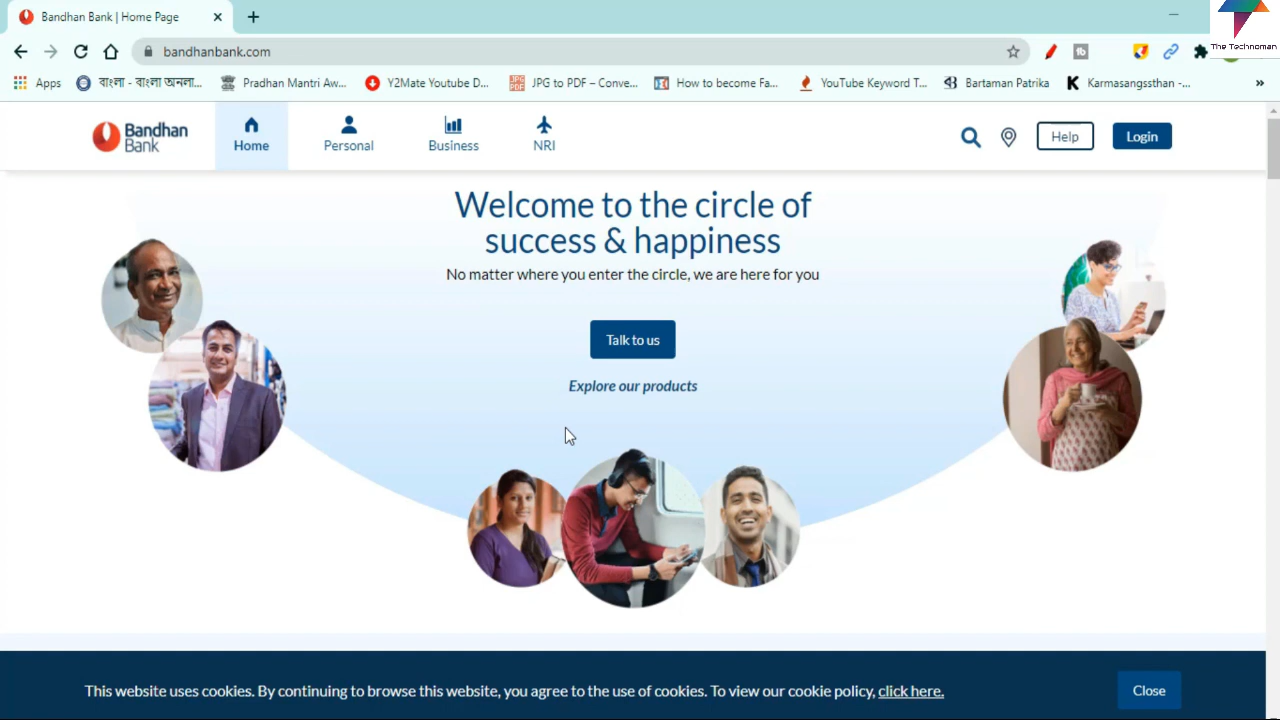 Bandhan Bank | Home Page
The Technoman
bandhanbank.com
Apps
বাংলা - বাংলা অনলা...
Pradhan Mantri Aw...
Y2Mate Youtube D...
JPG to PDF – Conve...
How to become Fa...
YouTube Keyword T...
Bartaman Patrika
Karmasangssthan -...
»
Bandhan
Bank
Home
Personal
Business
NRI
Help
Login
Welcome to the circle of
success & happiness
No matter where you enter the circle, we are here for you
Talk to us
Explore our products
This website uses cookies. By continuing to browse this website, you agree to the use of cookies. To view our cookie policy, click here.
Close